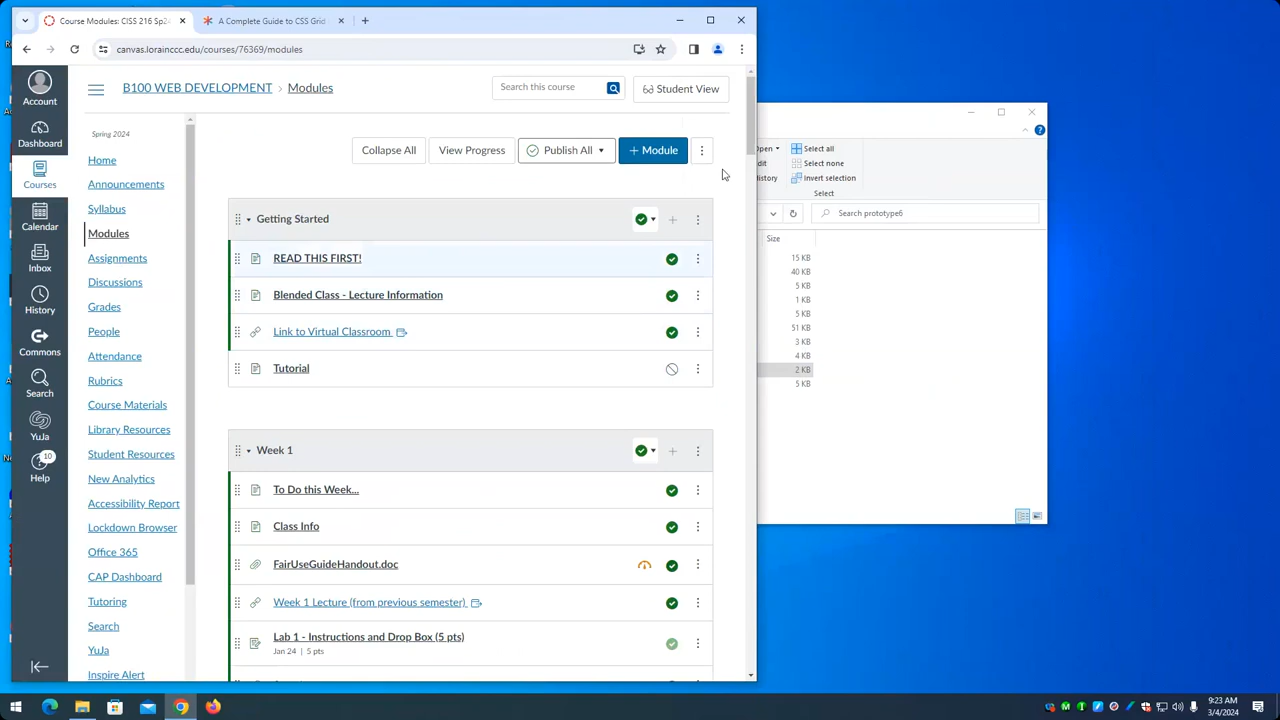 Course Modules: CISS 216 Sp24
A Complete Guide to CSS Grid
canvas.lorainccc.edu/courses/76369/modules
B100 WEB DEVELOPMENT > Modules
Search this course
Student View
Account
Dashboard
Courses
Calendar
Inbox
History
Commons
Search
YuJa
10
Help
Spring 2024
Home
Announcements
Syllabus
Modules
Assignments
Discussions
Grades
People
Attendance
Rubrics
Course Materials
Library Resources
Student Resources
New Analytics
Accessibility Report
Lockdown Browser
Office 365
CAP Dashboard
Tutoring
Search
YuJa
Inspire Alert
Collapse All
View Progress
Publish All
+ Module
Getting Started
READ THIS FIRST!
Blended Class - Lecture Information
Link to Virtual Classroom
Tutorial
Week 1
To Do this Week...
Class Info
FairUseGuideHandout.doc
Week 1 Lecture (from previous semester)
Lab 1 - Instructions and Drop Box (5 pts)
Jan 24 | 5 pts
Open
Select all
Select none
Invert selection
Select
Search prototype6
Size
15 KB
40 KB
5 KB
1 KB
5 KB
51 KB
3 KB
4 KB
2 KB
5 KB
9:23 AM
3/4/2024